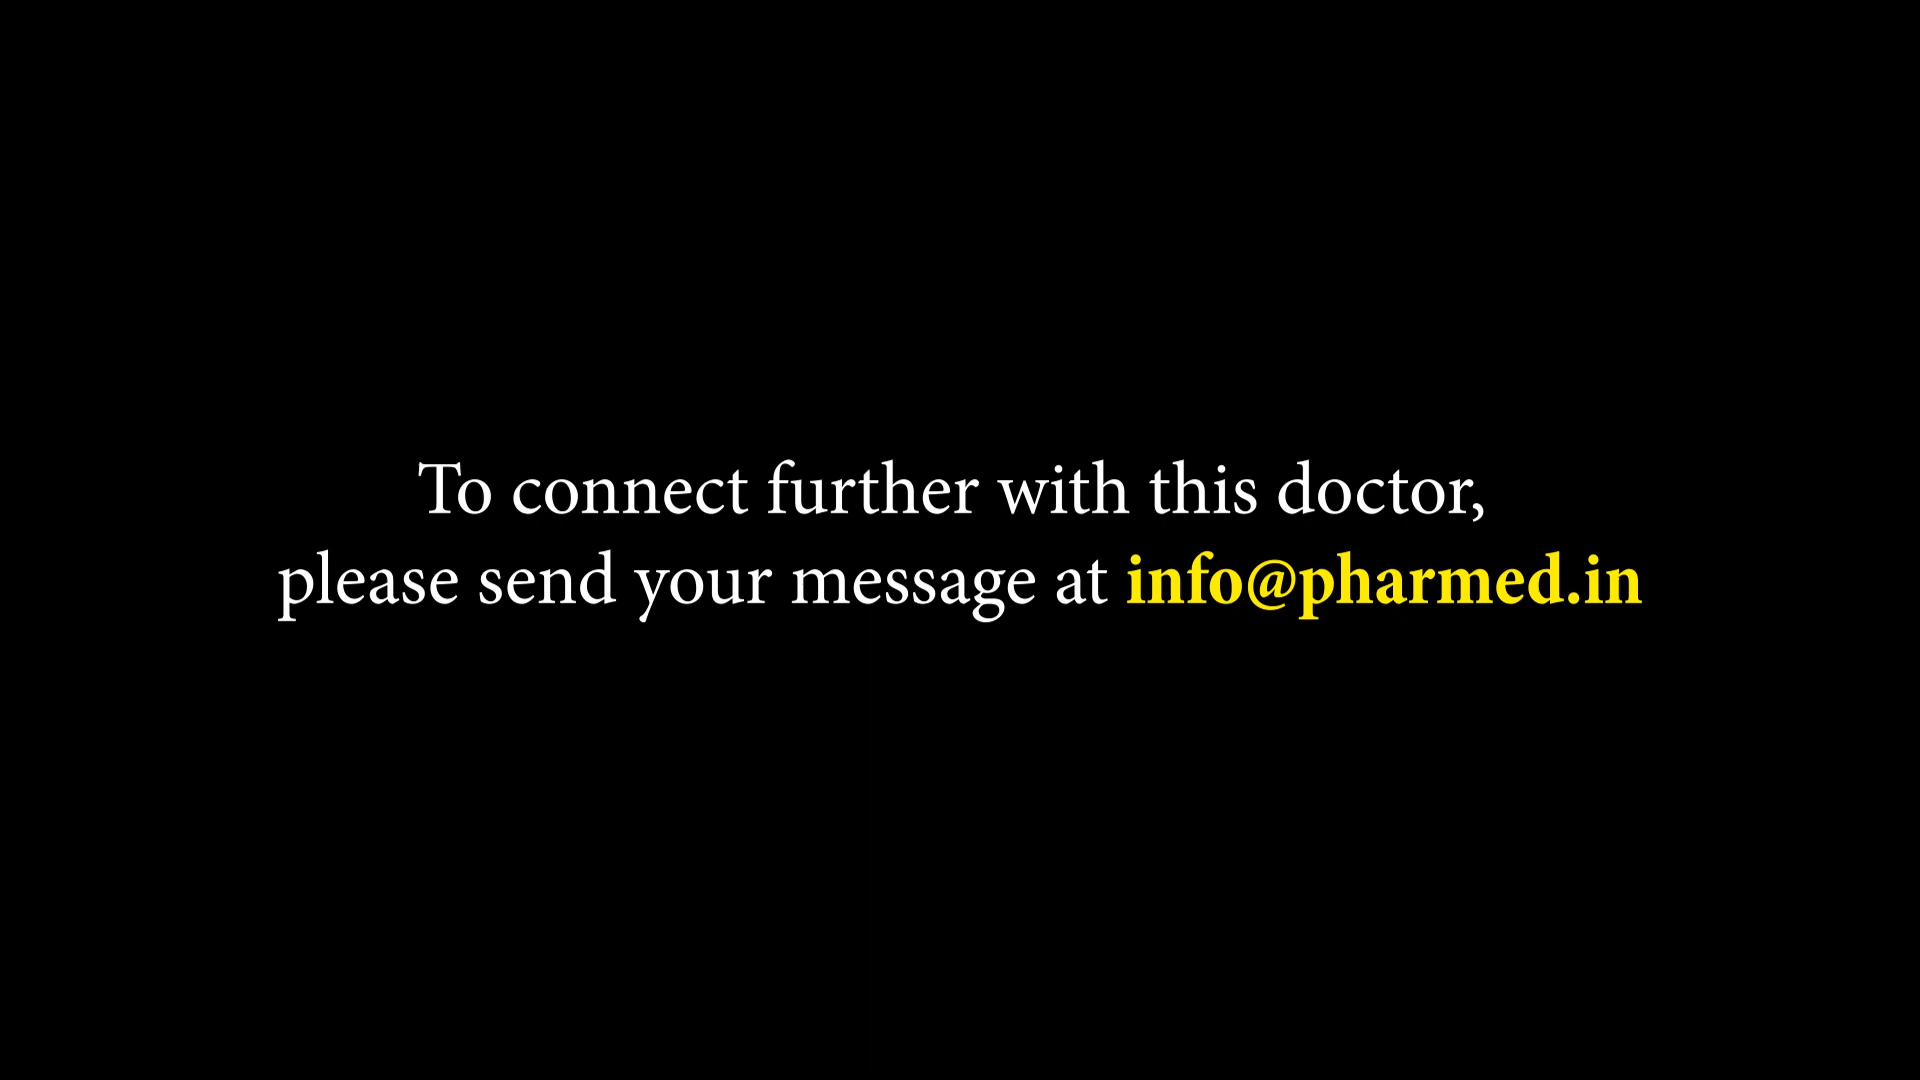 To connect further with this doctor,
please send your message at info@pharmed.in